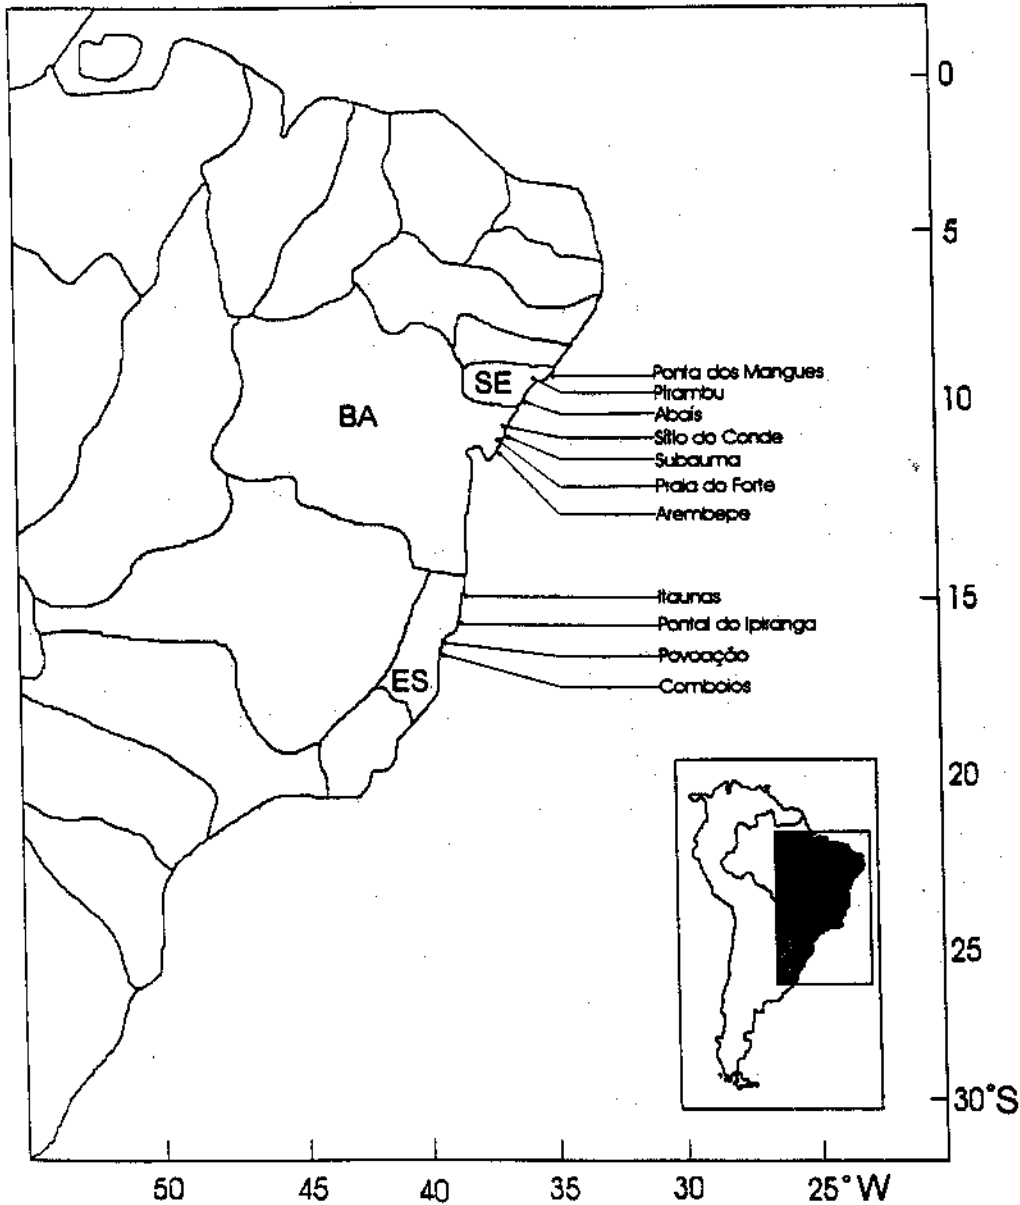 0
5
SE
Ponta dos Mangues
Pirambu
10
BA
Abaís
Sítio do Conde
Subauma
Praia do Forte
Arembepe
15
Itaunas
Pontal do Ipiranga
Povoação
ES
Comboios
20
25
30°S
50 45 40 35 30 25°W